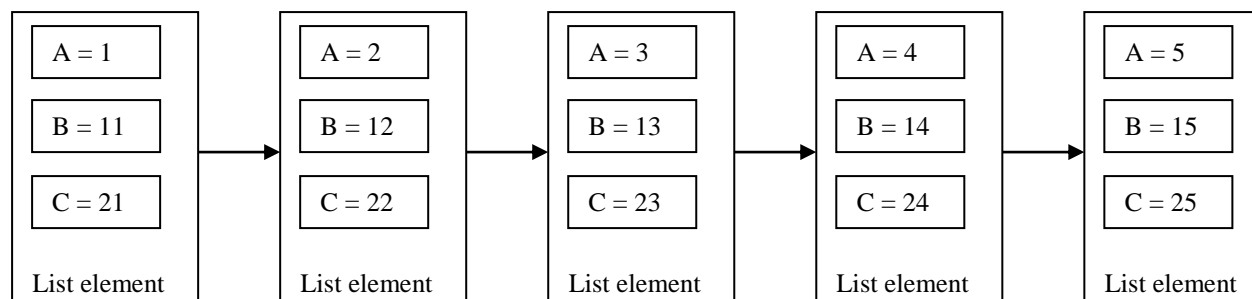 A = 1
B = 11
C = 21
List element
A = 2
B = 12
C = 22
List element
A = 3
B = 13
C = 23
List element
A = 4
B = 14
C = 24
List element
A = 5
B = 15
C = 25
List element